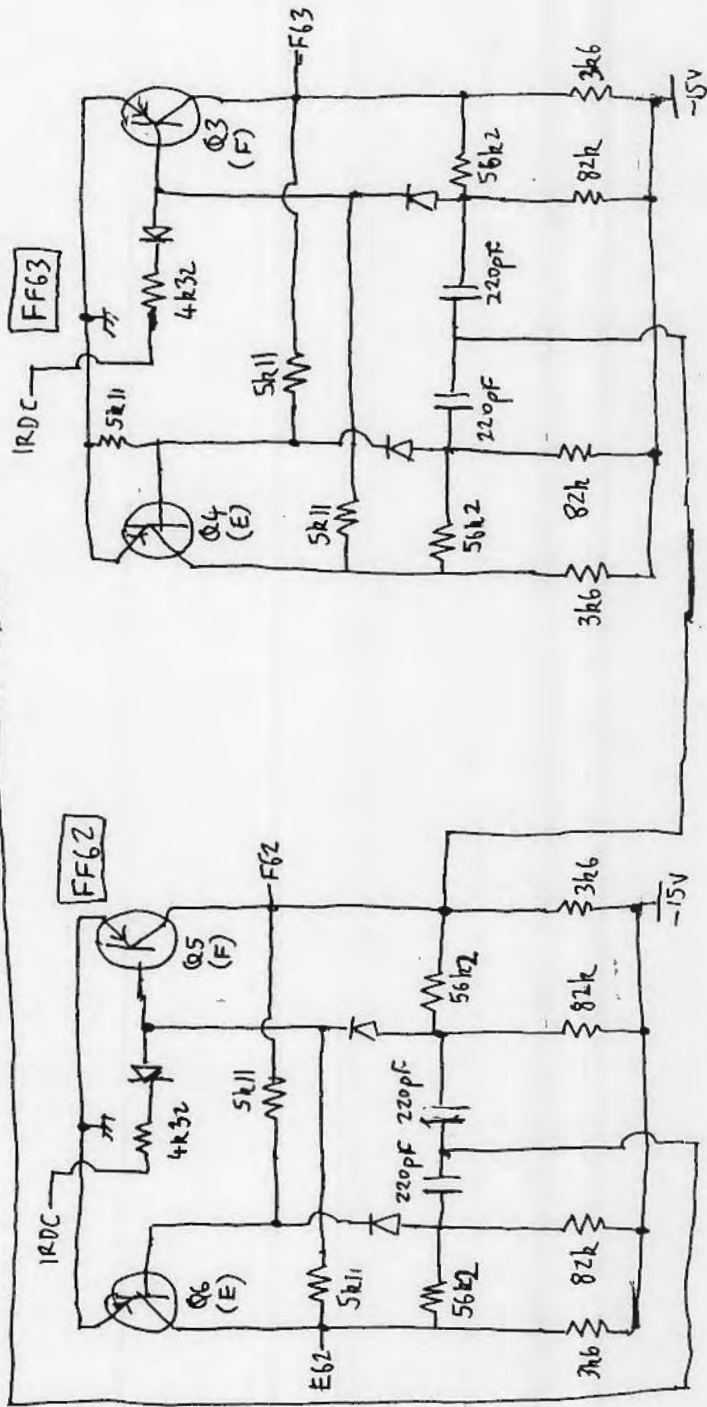 FF62
IRDC
4k32
Q6
(E)
Q5
(F)
5k11
F62
5k11
E62
220pF
220pF
56k2
56k2
3k6
82k
82k
3k6
-15V
FF63
IRDC
5k11
4k32
Q4
(E)
Q3
(F)
5k11
F63
5k11
220pF
220pF
56k2
56k2
3k6
82k
82k
3k6
-15V